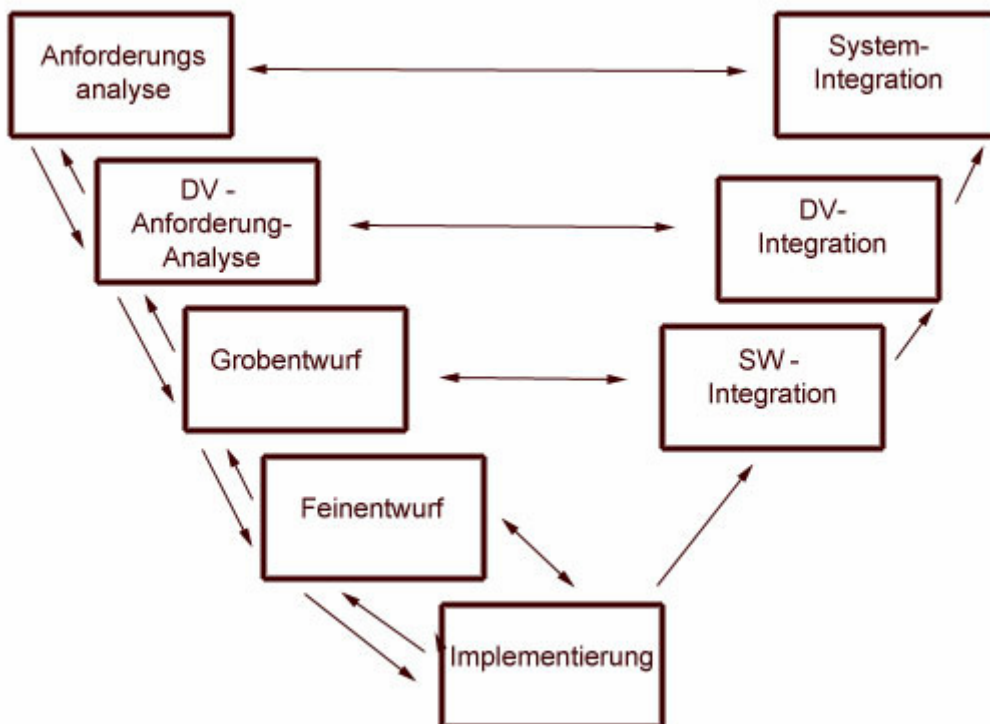 Anforderungs
analyse
System-
Integration
DV -
Anforderung-
Analyse
DV-
Integration
Grobentwurf
SW -
Integration
Feinentwurf
Implementierung